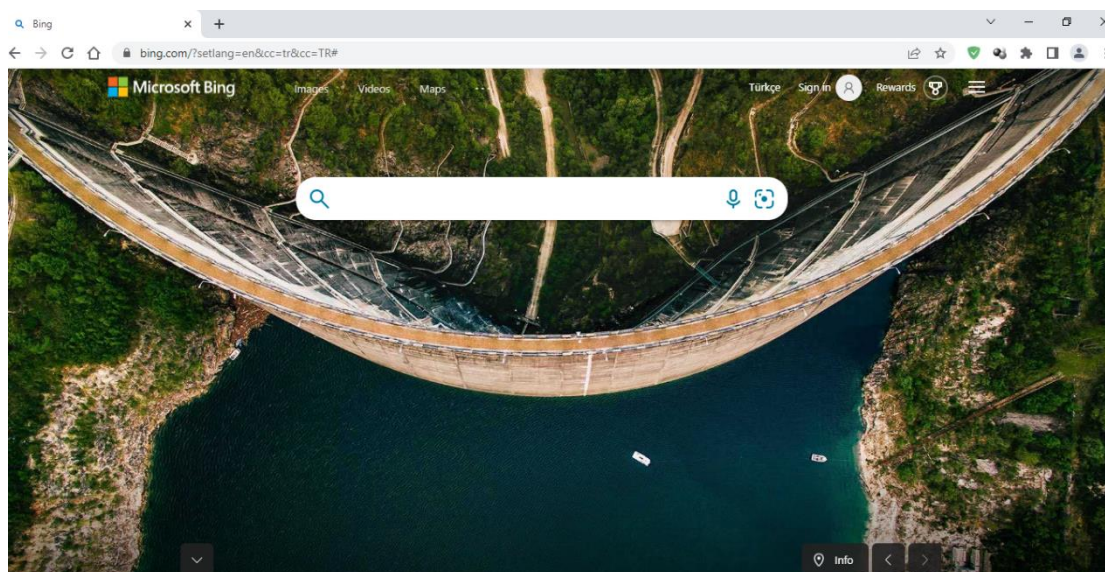 Bing
bing.com/?setlang=en&cc=tr&cc=TR#
Microsoft Bing Images Videos Maps Türkçe Sign in Rewards
Info